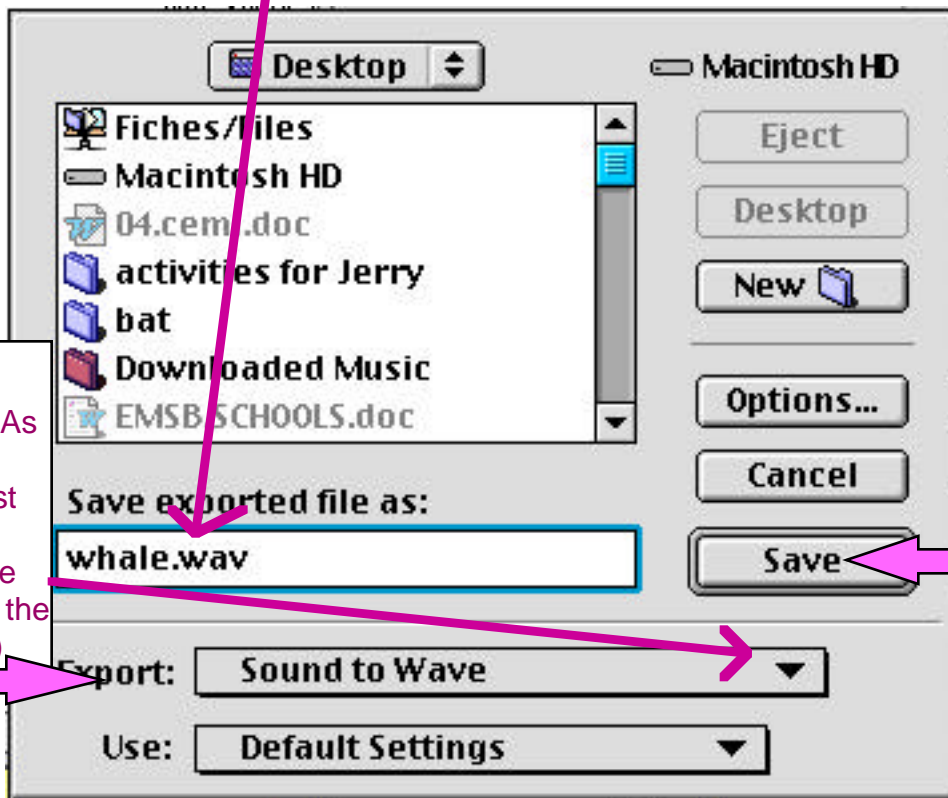 Desktop
Macintosh HD
Fiches/Files
Macintosh HD
04.cem .doc
activities for Jerry
bat
Downloaded Music
EMSB SCHOOLS.doc
Eject
Desktop
New
Options...
Cancel
Save
As
st
e
the
)
Save exported file as:
whale.wav
Export: Sound to Wave
Use: Default Settings